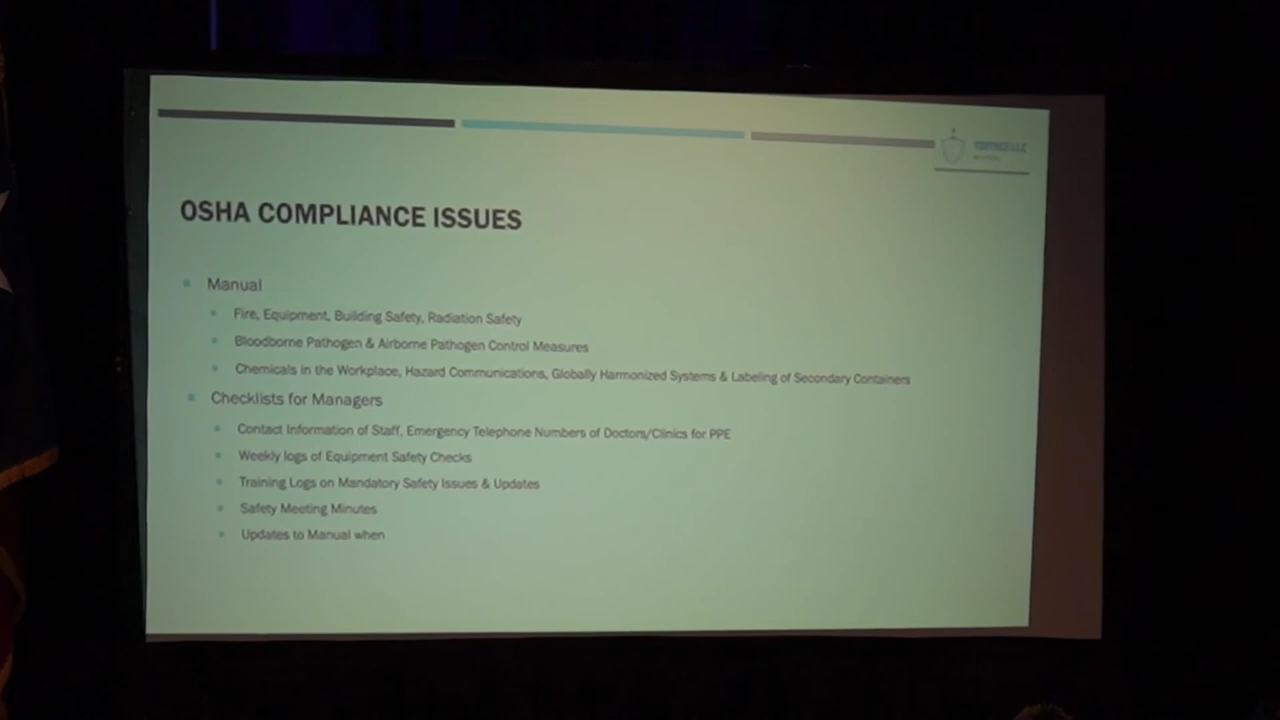 OSHA COMPLIANCE ISSUES
Manual
Fire, Equipment, Building Safety, Radiation Safety
Bloodborne Pathogen & Airborne Pathogen Control Measures
Chemicals in the Workplace, Hazard Communications, Globally Harmonized Systems & Labeling of Secondary Containers
Checklists for Managers
Contact Information of Staff, Emergency Telephone Numbers of Doctors/Clinics for PPE
Weekly logs of Equipment Safety Checks
Training Logs on Mandatory Safety Issues & Updates
Safety Meeting Minutes
Updates to Manual when